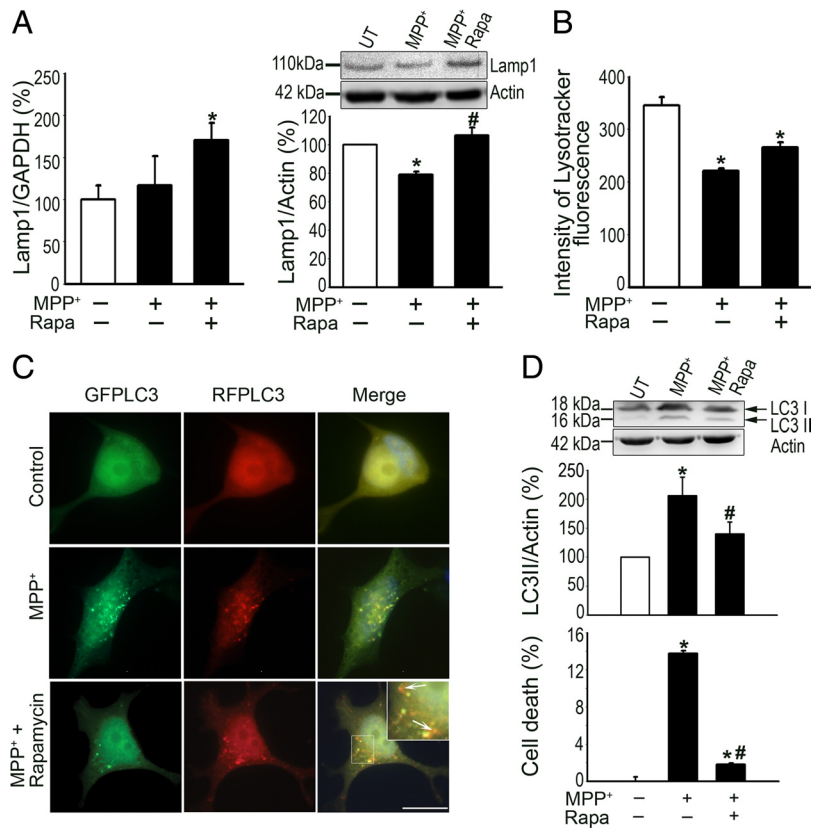 A
UT
MPP⁺
MPP⁺
Rapa
110kDa
Lamp1
42 kDa
Actin
Lamp1/GAPDH (%)
250
200
150
100
50
0
*
MPP⁺ – + +
Rapa – – +
Lamp1/Actin (%)
120
100
80
60
40
20
0
*
#
– + +
– – +
B
Intensity of Lysotracker
fluorescence
400
300
200
100
0
*
*
MPP⁺ – + +
Rapa – – +
C
GFPLC3 RFPLC3 Merge
Control
MPP⁺
MPP⁺ +
Rapamycin
D
UT
MPP⁺
MPP⁺
Rapa
18 kDa
LC3 I
16 kDa
LC3 II
42 kDa
Actin
LC3II/Actin (%)
250
200
150
100
50
0
*
#
Cell death (%)
16
12
8
4
0
*
*#
MPP⁺ – + +
Rapa – – +